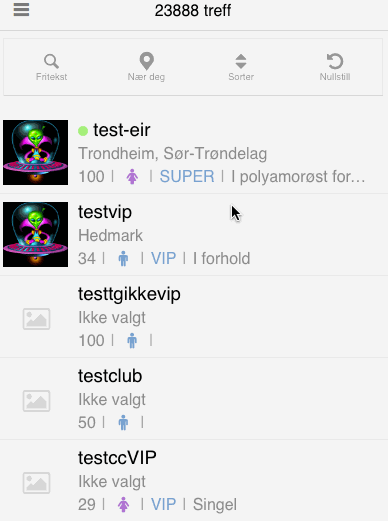 23888 treff
Fritekst
Nær deg
Sorter
Nullstill
test-eir
Trondheim, Sør-Trøndelag
100 | | SUPER | I polyamorøst for...
testvip
Hedmark
34 | | VIP | I forhold
testtgikkevip
Ikke valgt
100 | |
testclub
Ikke valgt
50 | |
testccVIP
Ikke valgt
29 | | VIP | Singel